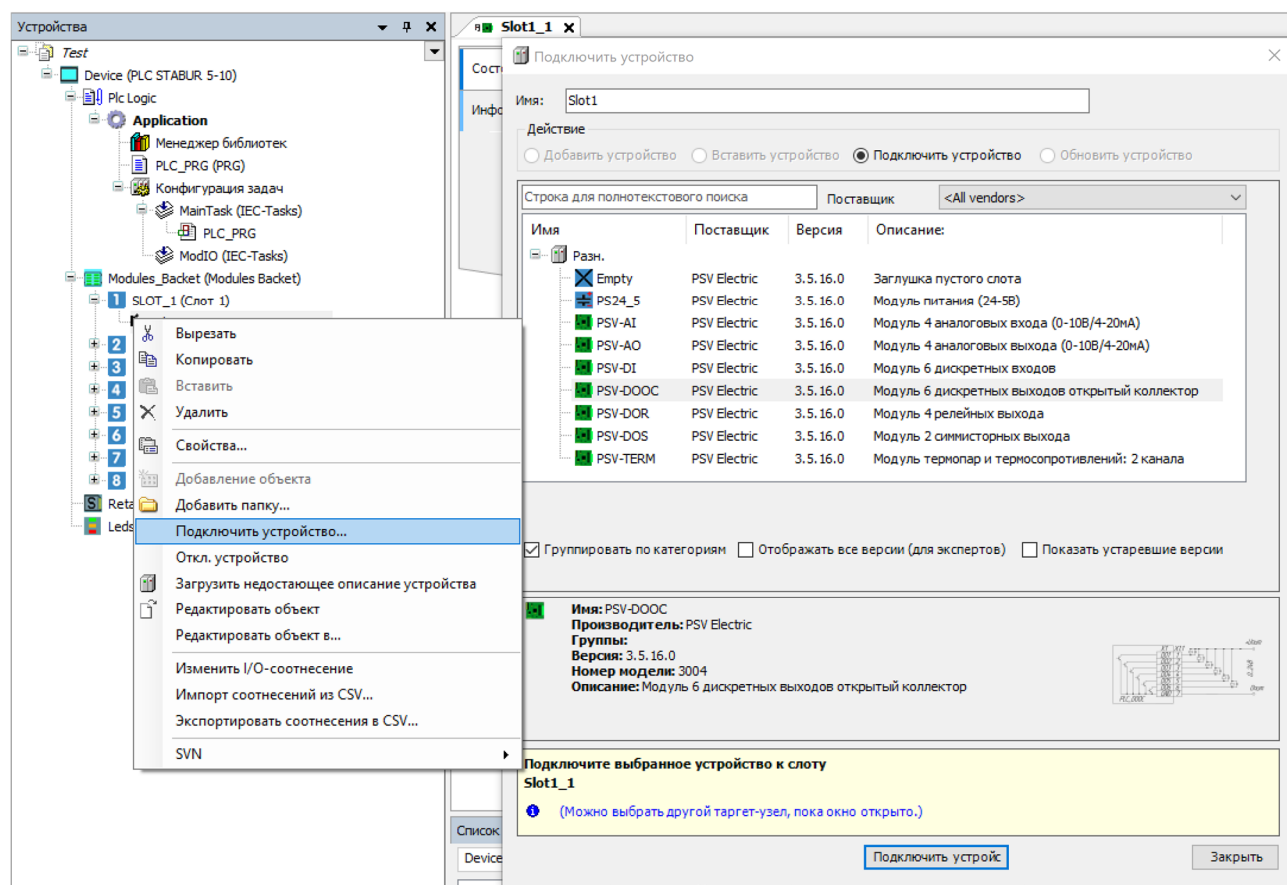 Устройства
Test
Device (PLC STABUR 5-10)
Plc Logic
Application
Менеджер библиотек
PLC_PRG (PRG)
Конфигурация задач
MainTask (IEC-Tasks)
PLC_PRG
ModIO (IEC-Tasks)
Modules_Backet (Modules Backet)
1 SLOT_1 (Слот 1)
2
3
4
5
6
7
8
Reta
Leds
Вырезать
Копировать
Вставить
Удалить
Свойства...
Добавление объекта
Добавить папку...
Подключить устройство...
Откл. устройство
Загрузить недостающее описание устройства
Редактировать объект
Редактировать объект в...
Изменить I/O-соотнесение
Импорт соотнесений из CSV...
Экспортировать соотнесения в CSV...
SVN
Slot1_1
Сост
Инфо
Список
Device
Подключить устройство
Имя: Slot1
Действие
Добавить устройство Вставить устройство Подключить устройство Обновить устройство
Строка для полнотекстового поиска Поставщик <All vendors>
Имя Поставщик Версия Описание:
Разн.
Empty PSV Electric 3.5.16.0 Заглушка пустого слота
PS24_5 PSV Electric 3.5.16.0 Модуль питания (24-5В)
PSV-AI PSV Electric 3.5.16.0 Модуль 4 аналоговых входа (0-10В/4-20мА)
PSV-AO PSV Electric 3.5.16.0 Модуль 4 аналоговых выхода (0-10В/4-20мА)
PSV-DI PSV Electric 3.5.16.0 Модуль 6 дискретных входов
PSV-DOOC PSV Electric 3.5.16.0 Модуль 6 дискретных выходов открытый коллектор
PSV-DOR PSV Electric 3.5.16.0 Модуль 4 релейных выхода
PSV-DOS PSV Electric 3.5.16.0 Модуль 2 симмисторных выхода
PSV-TERM PSV Electric 3.5.16.0 Модуль термопар и термосопротивлений: 2 канала
Группировать по категориям Отображать все версии (для экспертов) Показать устаревшие версии
Имя: PSV-DOOC
Производитель: PSV Electric
Группы:
Версия: 3.5.16.0
Номер модели: 3004
Описание: Модуль 6 дискретных выходов открытый коллектор
PLC_DOOC
Подключите выбранное устройство к слоту
Slot1_1
(Можно выбрать другой таргет-узел, пока окно открыто.)
Подключить устройс
Закрыть